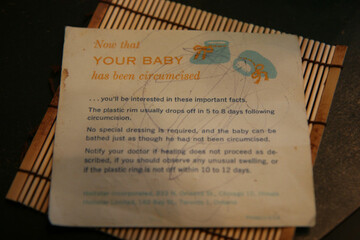 Now that
YOUR BABY
has been circumcised
. . . you'll be interested in these important facts.
The plastic rim usually drops off in 5 to 8 days following
circumcision.
No special dressing is required, and the baby can be
bathed just as though he had not been circumcised.
Notify your doctor if healing does not proceed as de-
scribed, if you should observe any unusual swelling, or
if the plastic ring is not off within 10 to 12 days.